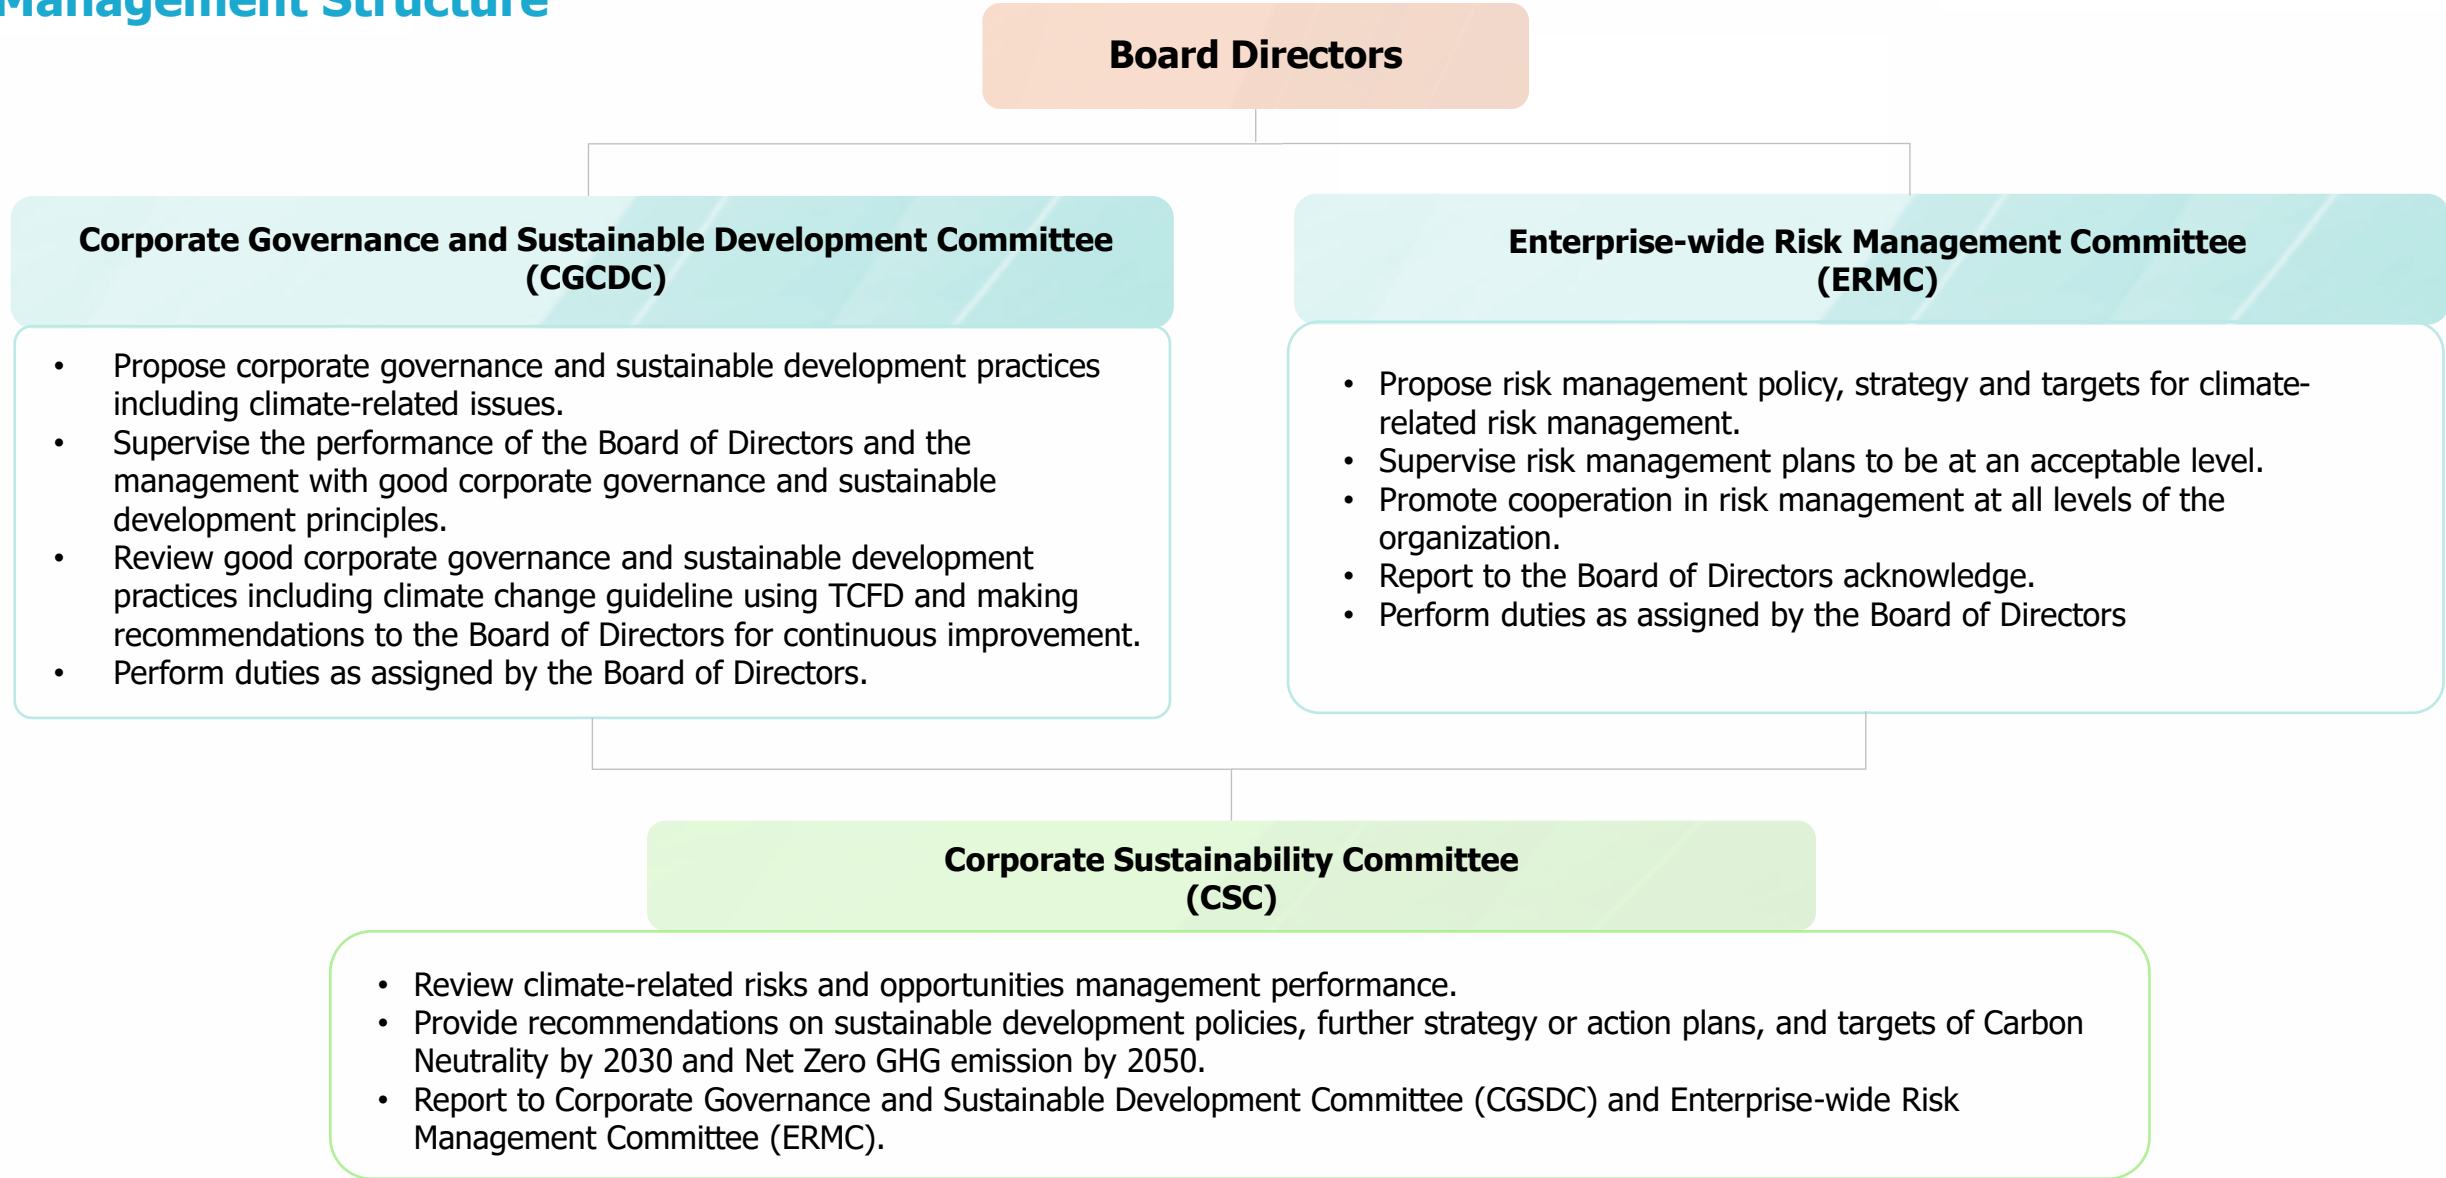 Management Structure
Board Directors
Corporate Governance and Sustainable Development Committee
(CGCDC)
• Propose corporate governance and sustainable development practices
including climate-related issues.
• Supervise the performance of the Board of Directors and the
management with good corporate governance and sustainable
development principles.
• Review good corporate governance and sustainable development
practices including climate change guideline using TCFD and making
recommendations to the Board of Directors for continuous improvement.
• Perform duties as assigned by the Board of Directors.
Enterprise-wide Risk Management Committee
(ERMC)
• Propose risk management policy, strategy and targets for climate-
related risk management.
• Supervise risk management plans to be at an acceptable level.
• Promote cooperation in risk management at all levels of the
organization.
• Report to the Board of Directors acknowledge.
• Perform duties as assigned by the Board of Directors
Corporate Sustainability Committee
(CSC)
• Review climate-related risks and opportunities management performance.
• Provide recommendations on sustainable development policies, further strategy or action plans, and targets of Carbon
Neutrality by 2030 and Net Zero GHG emission by 2050.
• Report to Corporate Governance and Sustainable Development Committee (CGSDC) and Enterprise-wide Risk
Management Committee (ERMC).